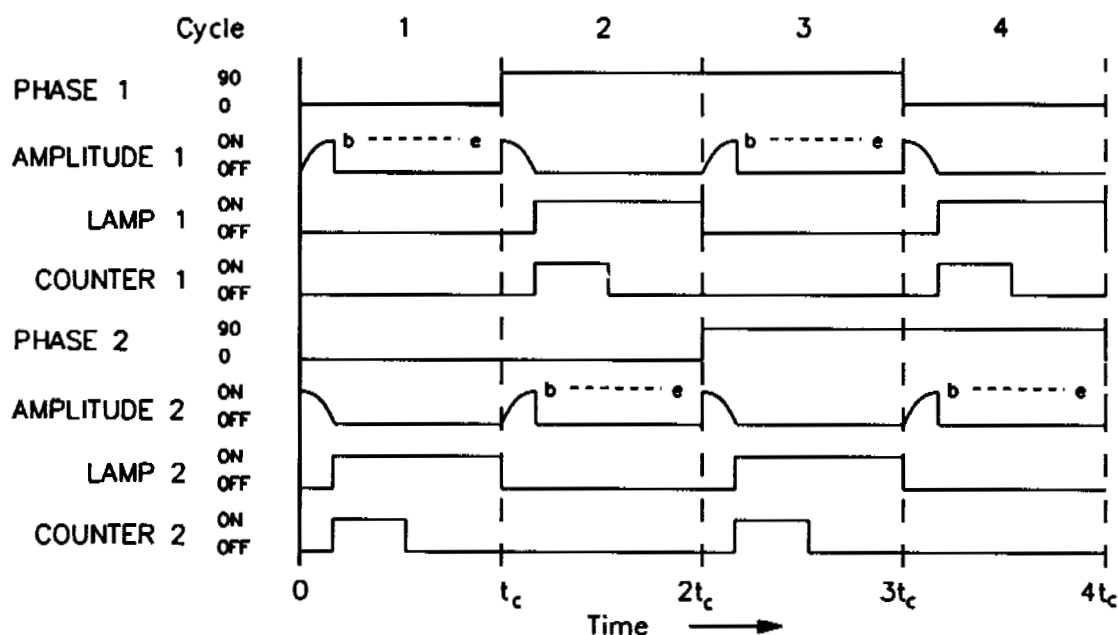 Cycle 1 2 3 4
PHASE 1 90
0
AMPLITUDE 1 ON b ----- e b ----- e
OFF
LAMP 1 ON
OFF
COUNTER 1 ON
OFF
PHASE 2 90
0
AMPLITUDE 2 ON b ----- e b ----- e
OFF
LAMP 2 ON
OFF
COUNTER 2 ON
OFF
0 tc 2tc 3tc 4tc
Time